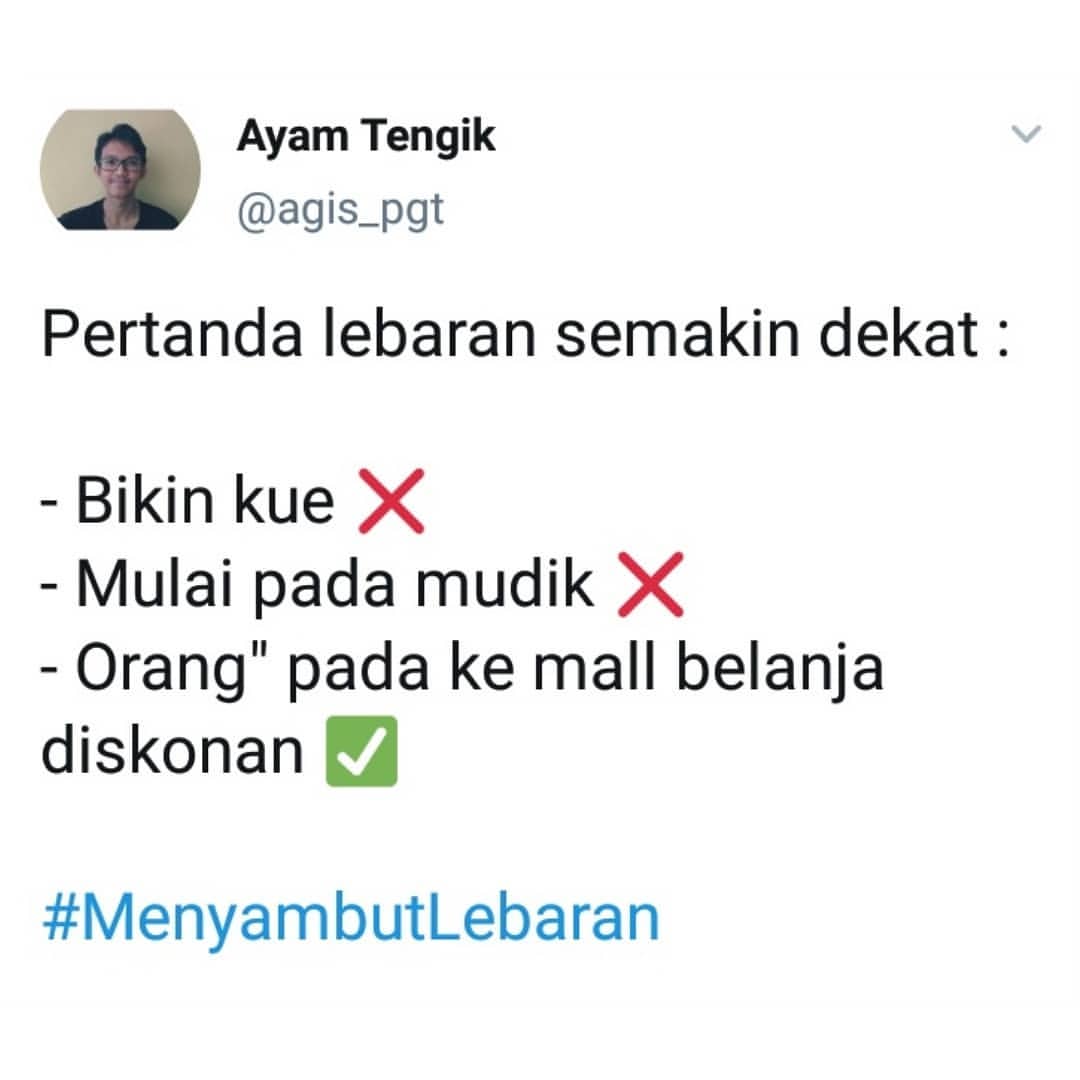 Ayam Tengik
@agis_pgt
Pertanda lebaran semakin dekat :
- Bikin kue ❌
- Mulai pada mudik ❌
- Orang" pada ke mall belanja
diskonan ✅
#MenyambutLebaran